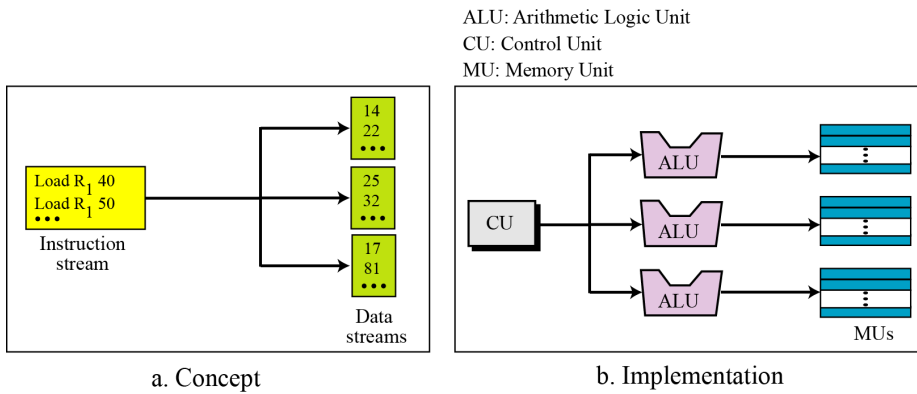 ALU: Arithmetic Logic Unit
CU: Control Unit
MU: Memory Unit
Load R1 40
Load R1 50
•••
Instruction
stream
14
22
•••
25
32
•••
17
81
•••
Data
streams
a. Concept
CU
ALU
ALU
ALU
MUs
b. Implementation